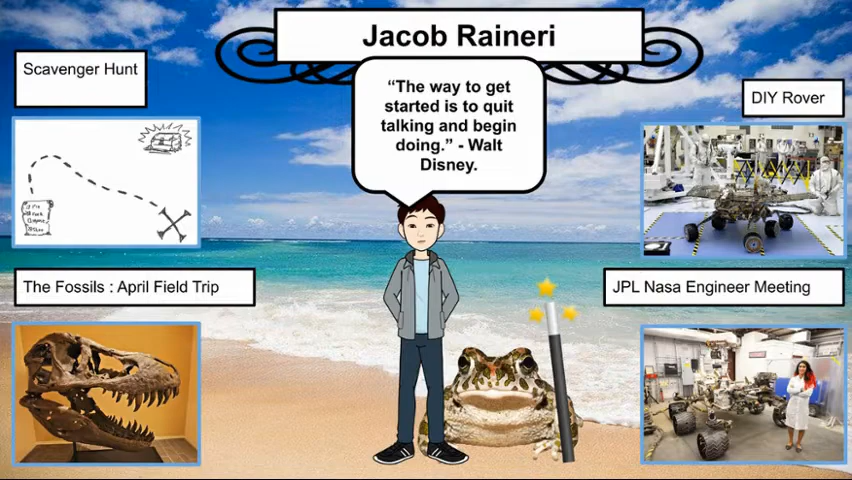 Jacob Raineri
Scavenger Hunt
“The way to get
started is to quit
talking and begin
doing.” - Walt
Disney.
DIY Rover
The Fossils : April Field Trip
JPL Nasa Engineer Meeting